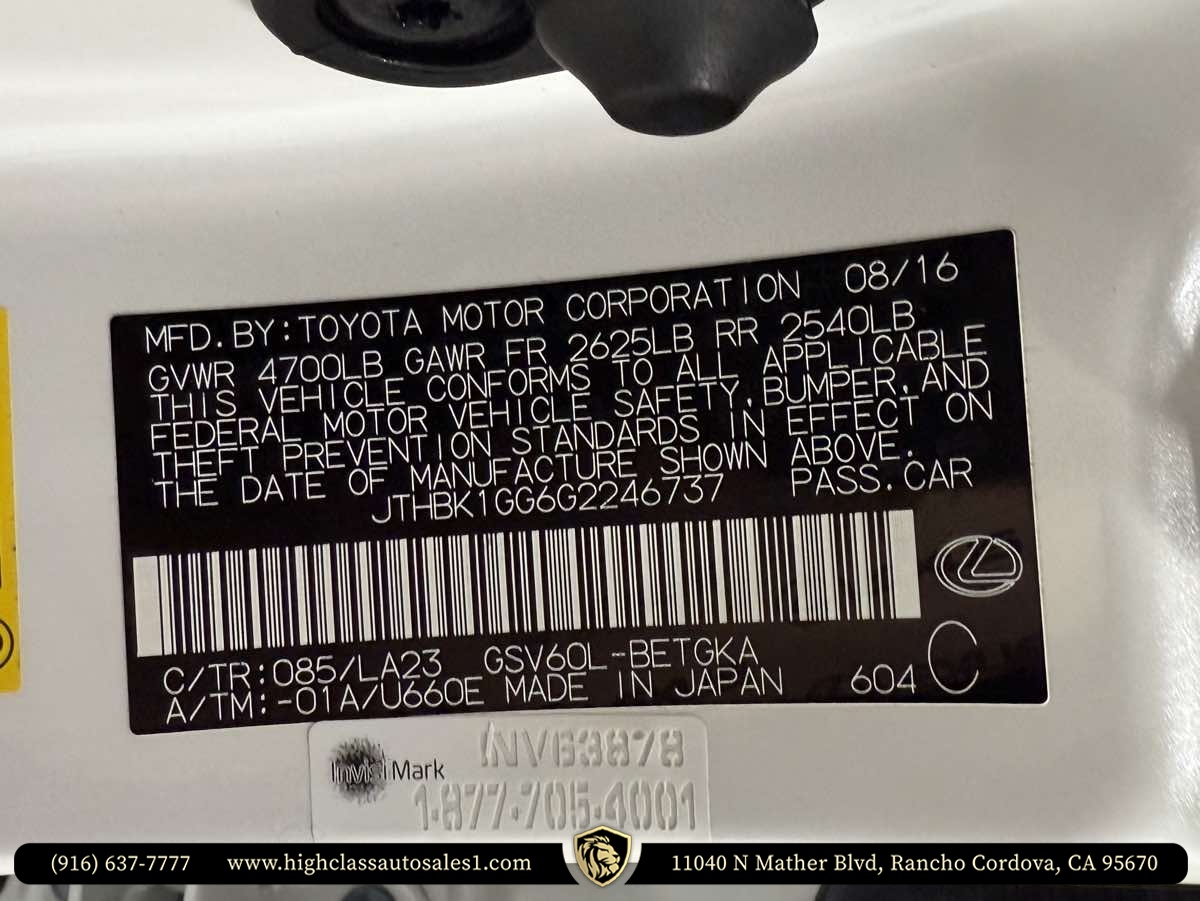 MFD.BY:TOYOTA MOTOR CORPORATION 08/16
GVWR 4700LB GAWR FR 2625LB RR 2540LB
THIS VEHICLE CONFORMS TO ALL APPLICABLE
FEDERAL MOTOR VEHICLE SAFETY,BUMPER,AND
THEFT PREVENTION STANDARDS IN EFFECT ON
THE DATE OF MANUFACTURE SHOWN ABOVE.
JTHBK1GG6G2246737 PASS.CAR
C/TR:085/LA23 GSV60L-BETGKA
A/TM:-01A/U660E MADE IN JAPAN 604 C
InvisiMark INV63878
1-877-705-4001
(916) 637-7777 www.highclassautosales1.com 11040 N Mather Blvd, Rancho Cordova, CA 95670